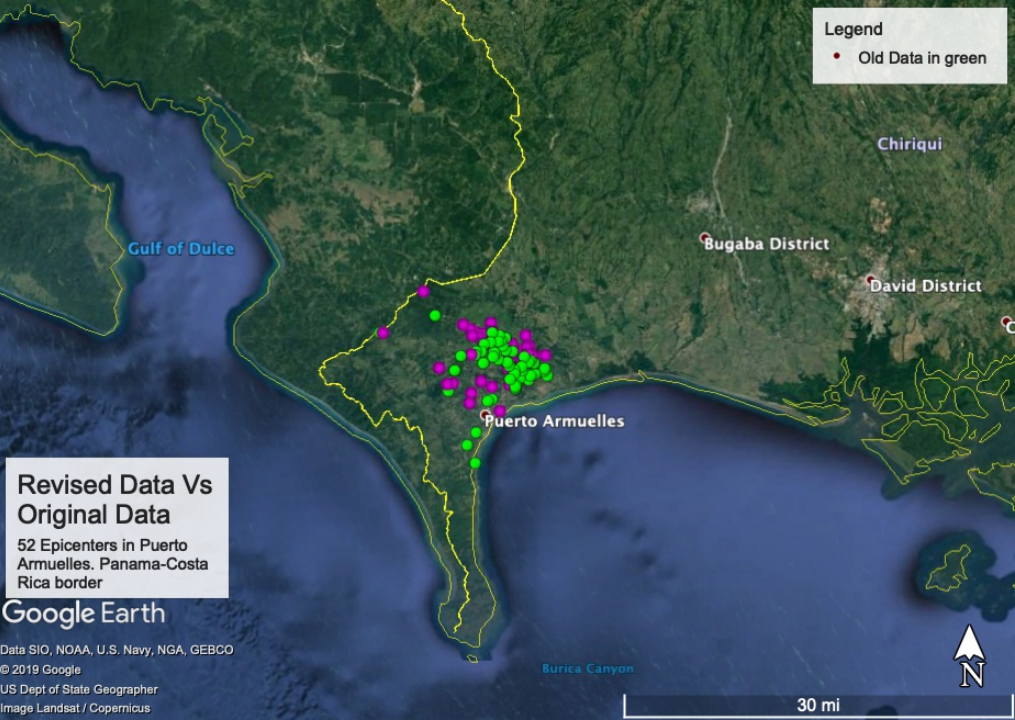 Legend
Old Data in green
Chiriqui
Gulf of Dulce
Bugaba District
David District
C
Puerto Armuelles
Revised Data Vs
Original Data
52 Epicenters in Puerto
Armuelles. Panama-Costa
Rica border
Google Earth
Data SIO, NOAA, U.S. Navy, NGA, GEBCO
© 2019 Google
US Dept of State Geographer
Image Landsat / Copernicus
Burica Canyon
N
30 mi